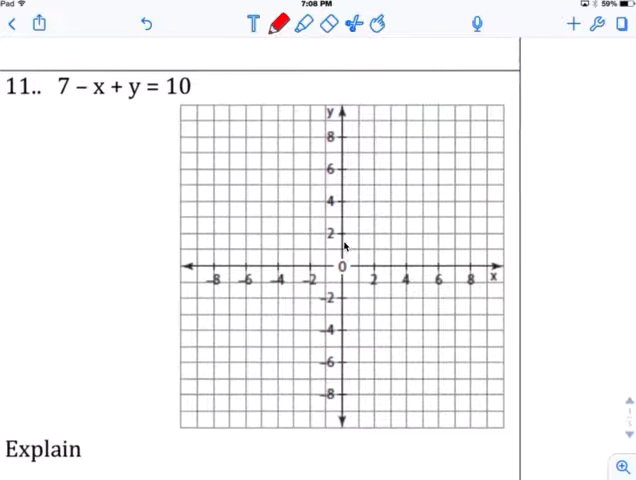 Pad 7:08 PM 59%
T
11.. 7 – x + y = 10
y
8
6
4
2
–8 –6 –4 –2 0 2 4 6 8 x
–2
–4
–6
–8
Explain